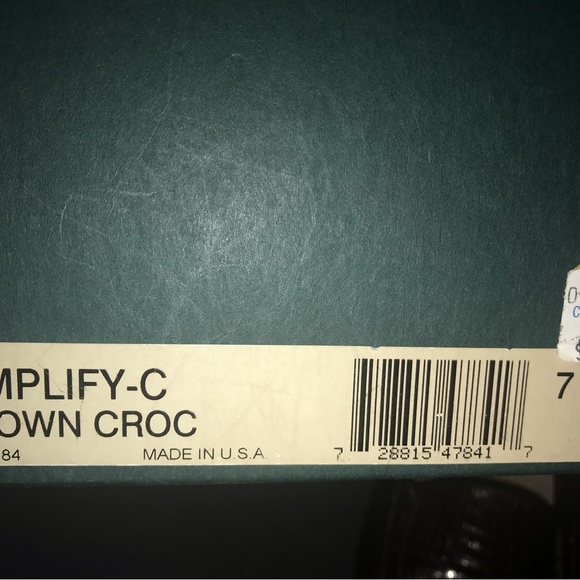 MPLIFY-C
OWN CROC
84 MADE IN U.S.A
7 28815 47841 7
7